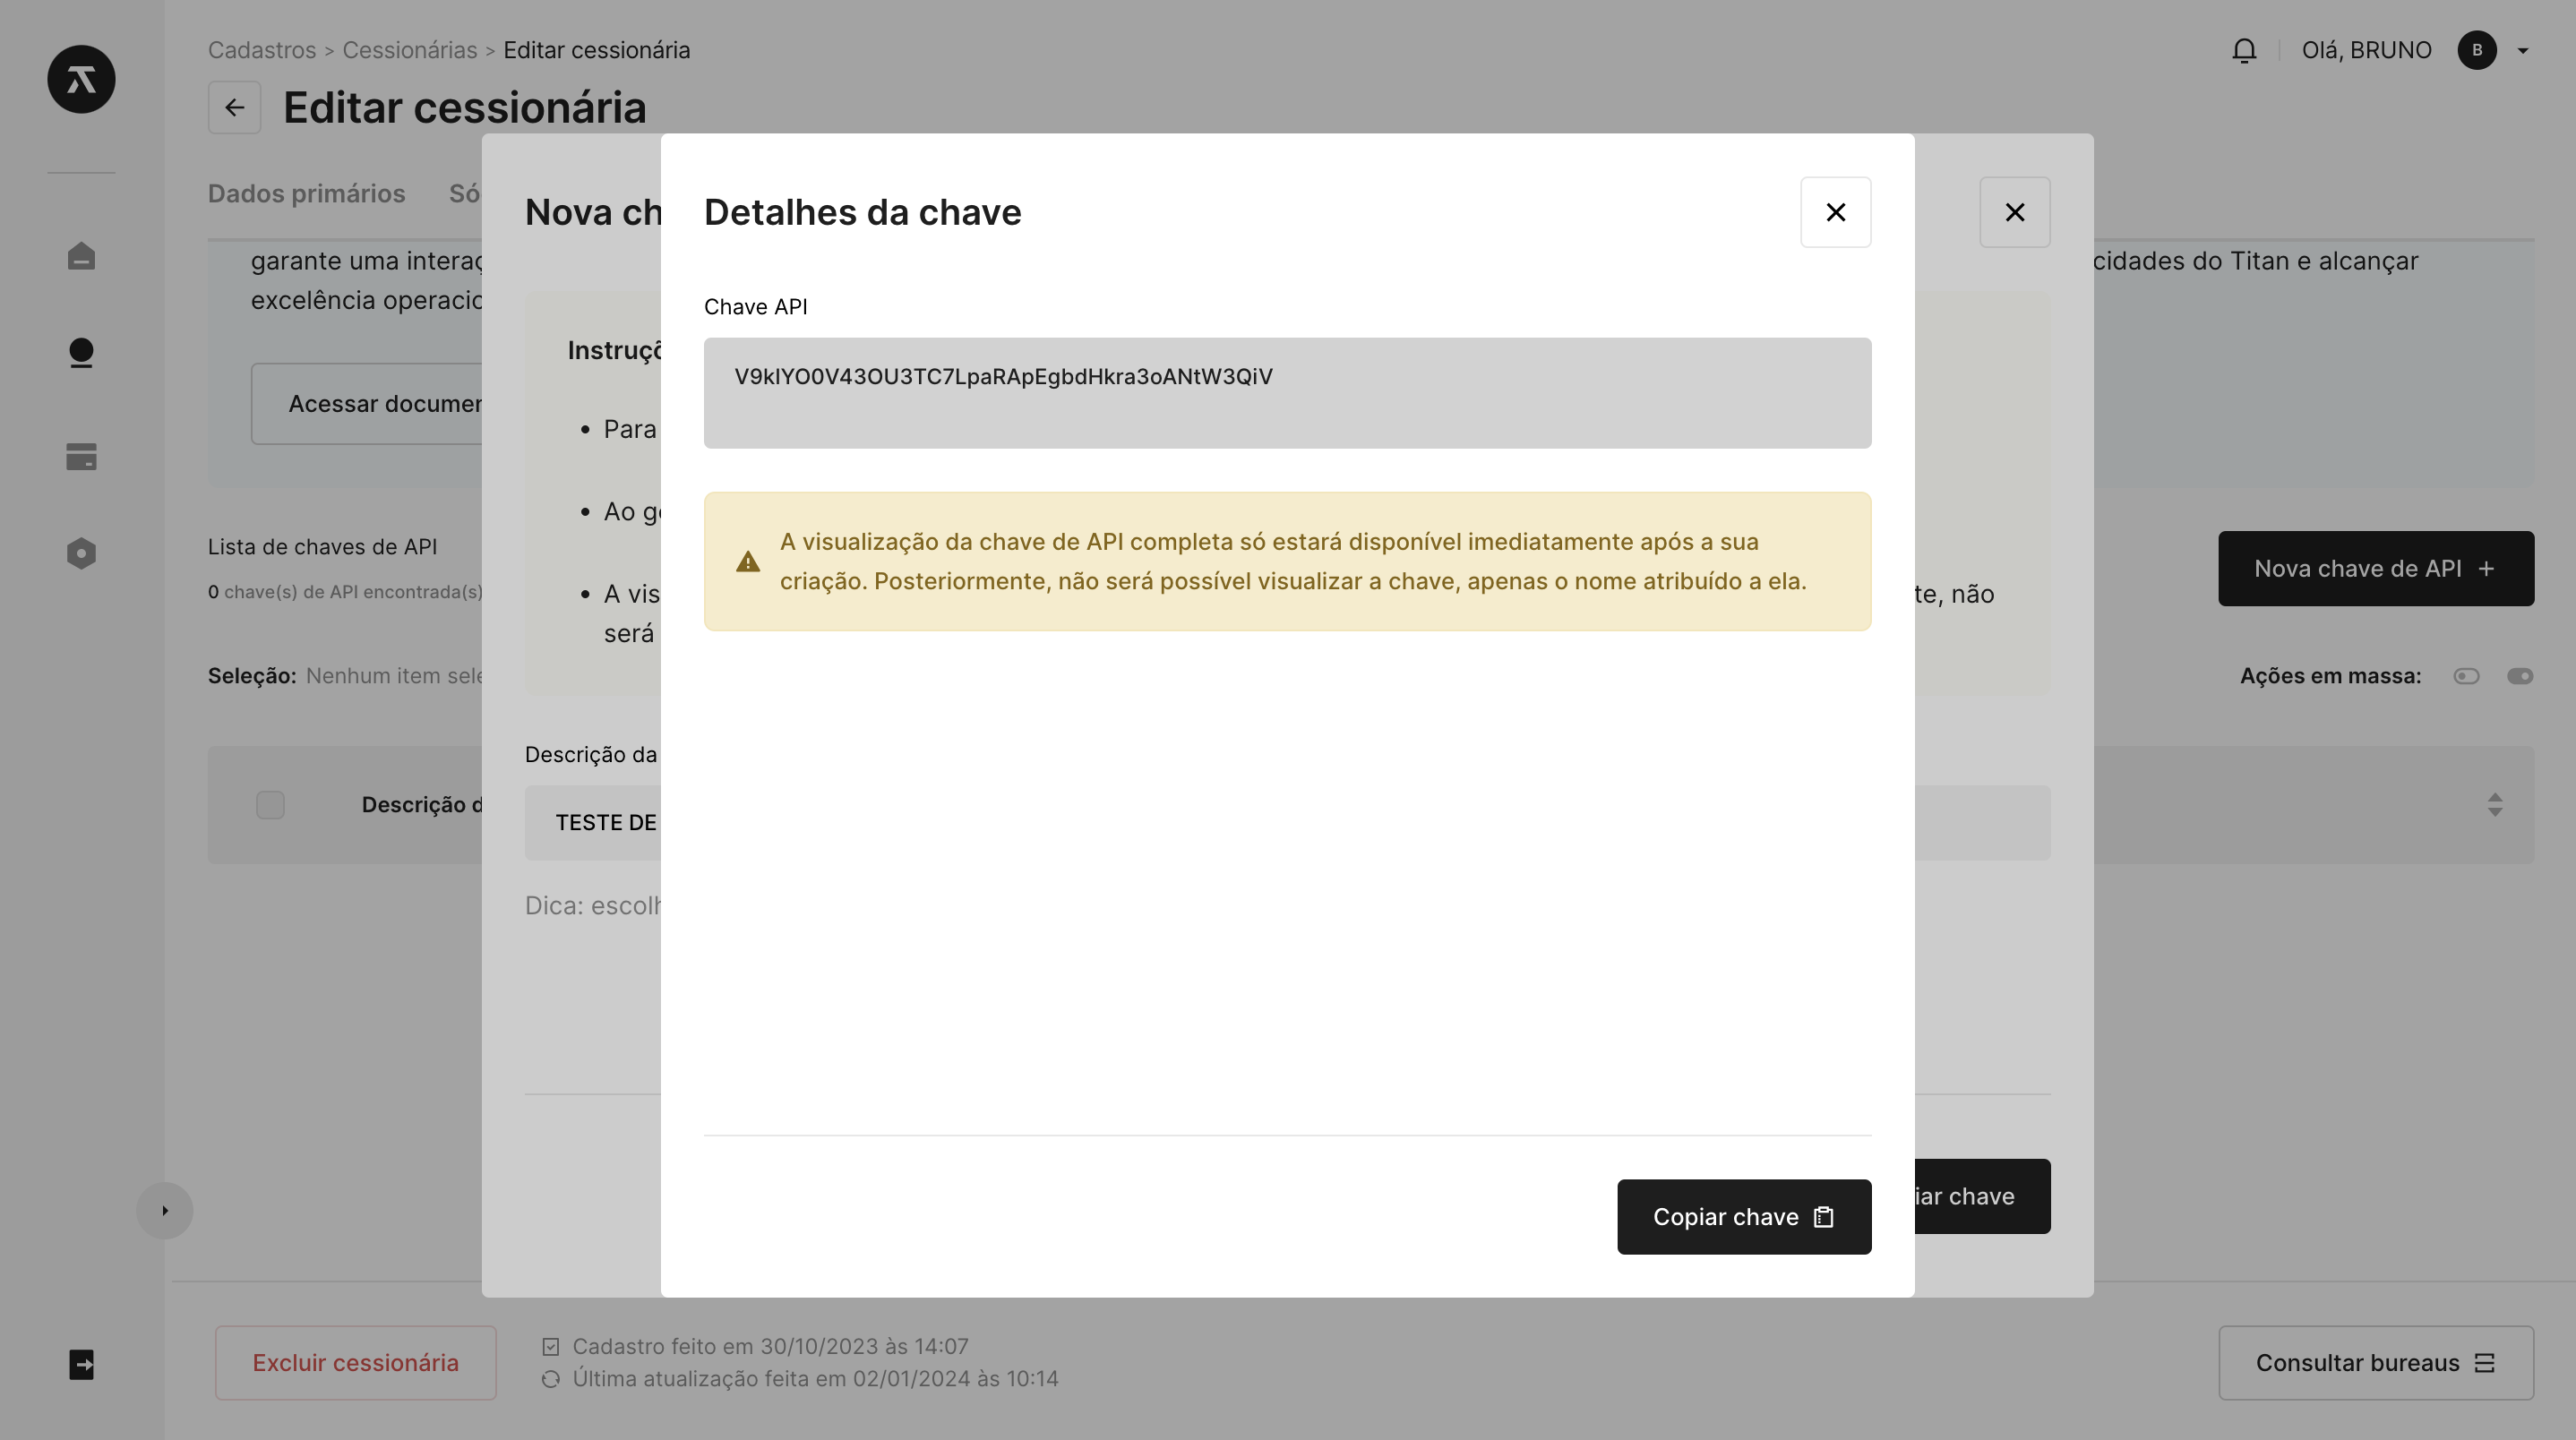 Cadastros > Cessionárias > Editar cessionária
Olá, BRUNO
B
Editar cessionária
Dados primários
Só
Nova ch
Detalhes da chave
garante uma interaç
cidades do Titan e alcançar
excelência operacio
Chave API
Instruçõ
V9kIYO0V43OU3TC7LpaRApEgbdHkra3oANtW3QiV
Acessar documen
Para
Ao ge
A visualização da chave de API completa só estará disponível imediatamente após a sua
criação. Posteriormente, não será possível visualizar a chave, apenas o nome atribuído a ela.
Lista de chaves de API
0 chave(s) de API encontrada(s)
Nova chave de API +
A vis
te, não
será
Seleção: Nenhum item sele
Ações em massa:
Descrição da
Descrição d
TESTE DE
Dica: escolh
Copiar chave
iar chave
Excluir cessionária
Cadastro feito em 30/10/2023 às 14:07
Última atualização feita em 02/01/2024 às 10:14
Consultar bureaus